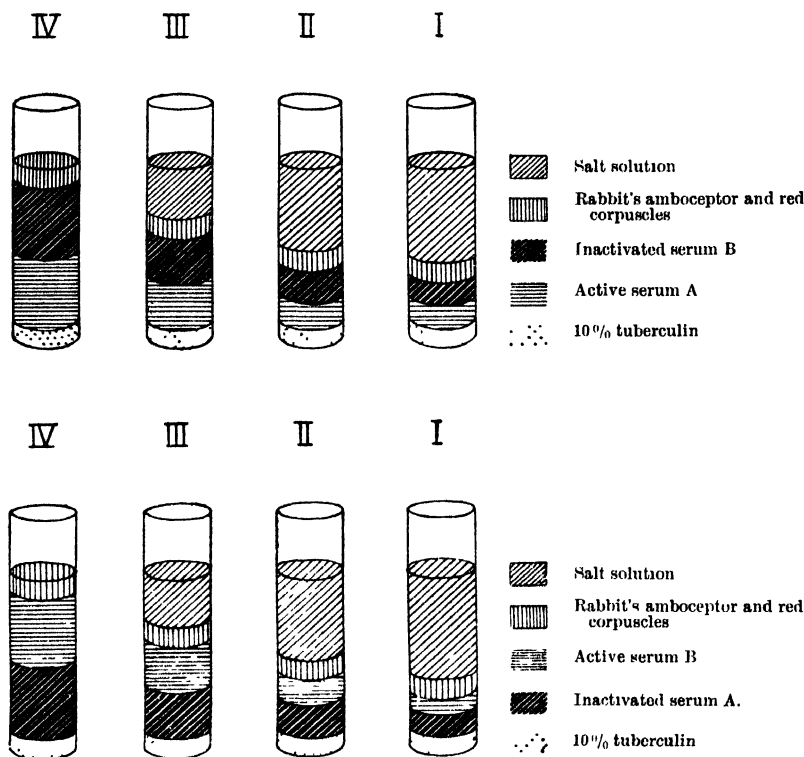 IV III II I
Salt solution
Rabbit's amboceptor and red
corpuscles
Inactivated serum B
Active serum A
10% tuberculin
IV III II I
Salt solution
Rabbit's amboceptor and red
corpuscles
Active serum B
Inactivated serum A.
10% tuberculin